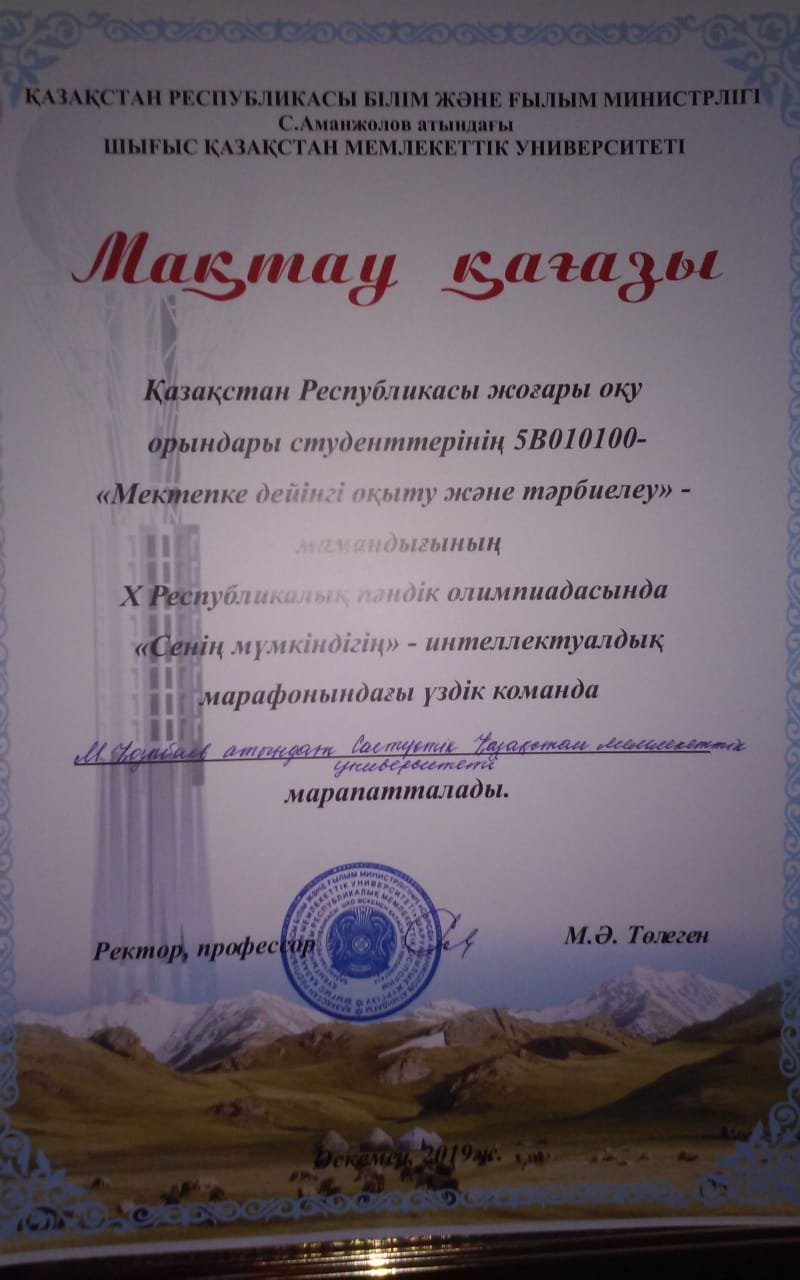 ҚАЗАҚСТАН РЕСПУБЛИКАСЫ БІЛІМ ЖӘНЕ ҒЫЛЫМ МИНИСТРЛІГІ
С.Аманжолов атындағы
ШЫҒЫС ҚАЗАҚСТАН МЕМЛЕКЕТТІК УНИВЕРСИТЕТІ
Мақтау қағазы
Қазақстан Республикасы жоғары оқу
орындары студенттерінің 5В010100-
«Мектепке дейінгі оқыту және тәрбиелеу» -
мамандығының
X Республикалық пәндік олимпиадасында
«Сенің мүмкіндігің» - интеллектуалдық
марафонындағы үздік команда
М. Қозыбаев атындағы Солтүстік Қазақстан мемлекеттік
университеті
марапатталады.
Ректор, профессор
М.Ә. Төлеген
Өскемен, 2019ж.